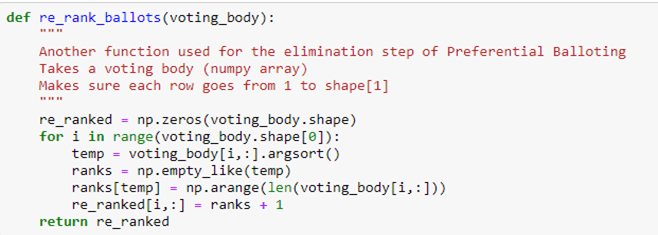 def re_rank_ballots(voting_body):
    """
    Another function used for the elimination step of Preferential Balloting
    Takes a voting body (numpy array)
    Makes sure each row goes from 1 to shape[1]
    """
    re_ranked = np.zeros(voting_body.shape)
    for i in range(voting_body.shape[0]):
        temp = voting_body[i,:].argsort()
        ranks = np.empty_like(temp)
        ranks[temp] = np.arange(len(voting_body[i,:]))
        re_ranked[i,:] = ranks + 1
    return re_ranked